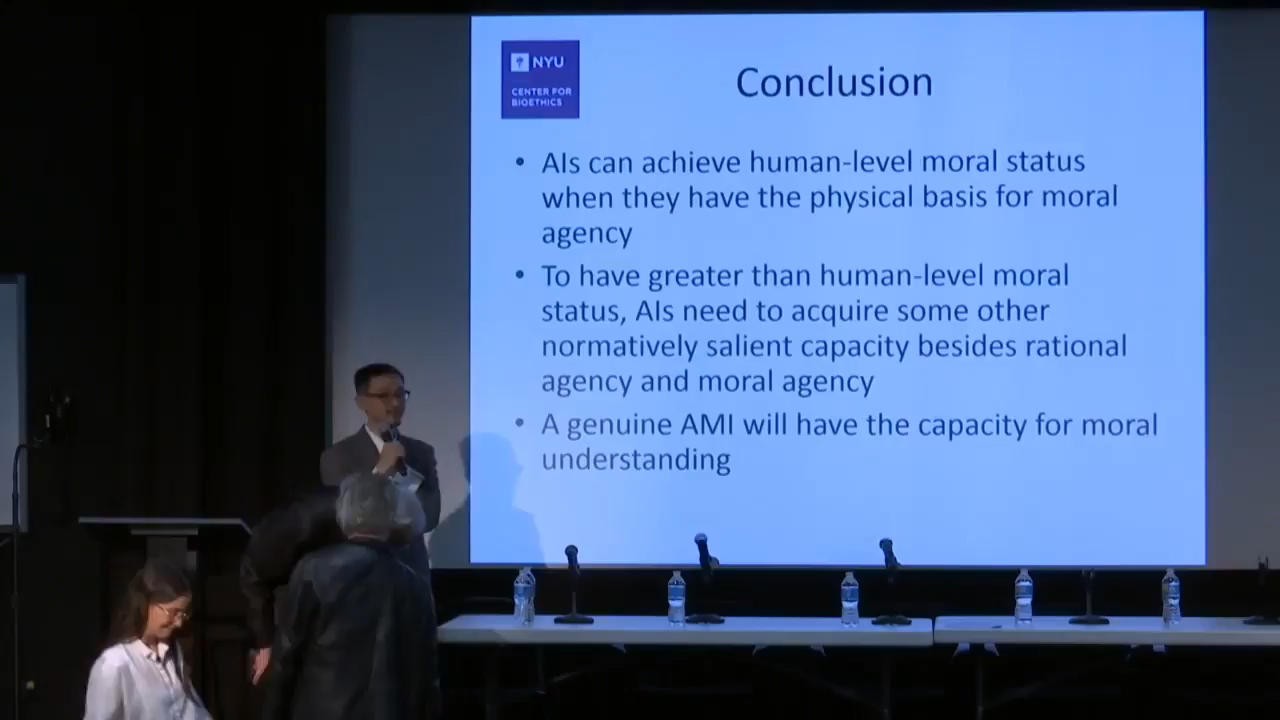 NYU
CENTER FOR
BIOETHICS
Conclusion
• AIs can achieve human-level moral status
when they have the physical basis for moral
agency
• To have greater than human-level moral
status, AIs need to acquire some other
normatively salient capacity besides rational
agency and moral agency
• A genuine AMI will have the capacity for moral
understanding